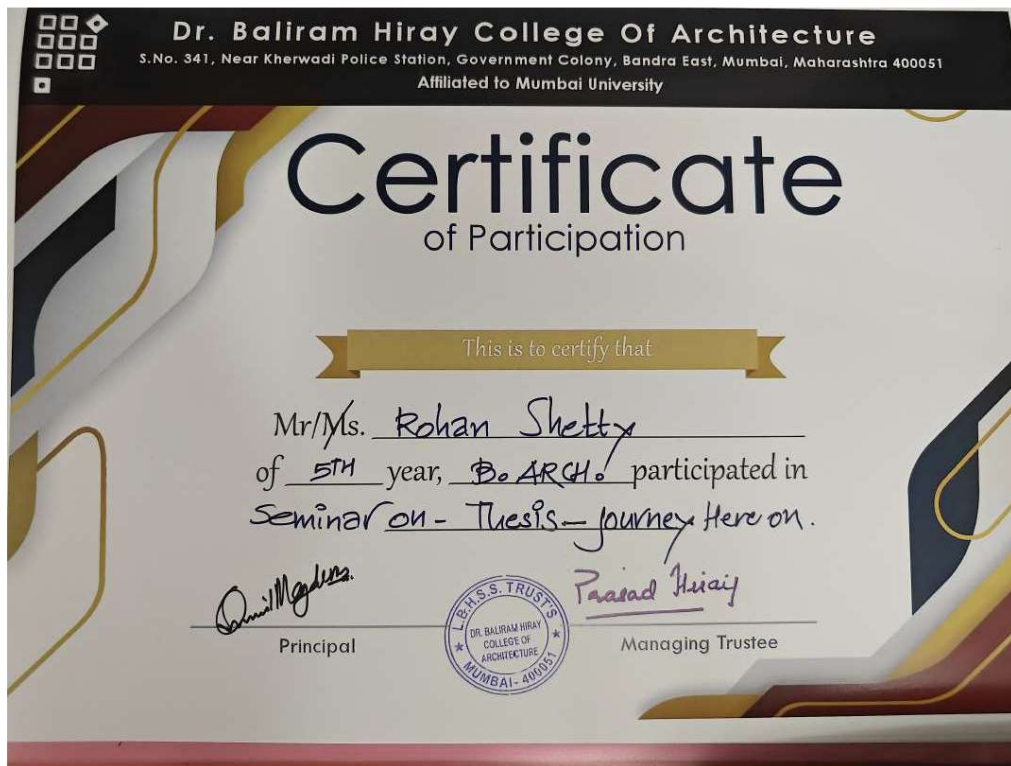 Dr. Baliram Hiray College Of Architecture
S.No. 341, Near Kherwadi Police Station, Government Colony, Bandra East, Mumbai, Maharashtra 400051
Affiliated to Mumbai University
Certificate
of Participation
This is to certify that
Mr/Ms. Rohan Shetty
of 5TH year, B. ARCH. participated in
Seminar on - Thesis - Journey Here on.
Prasad Hiray
Principal
Managing Trustee
L.B.H.S.S. TRUST'S
DR. BALIRAM HIRAY
COLLEGE OF
ARCHITECTURE
MUMBAI - 400051